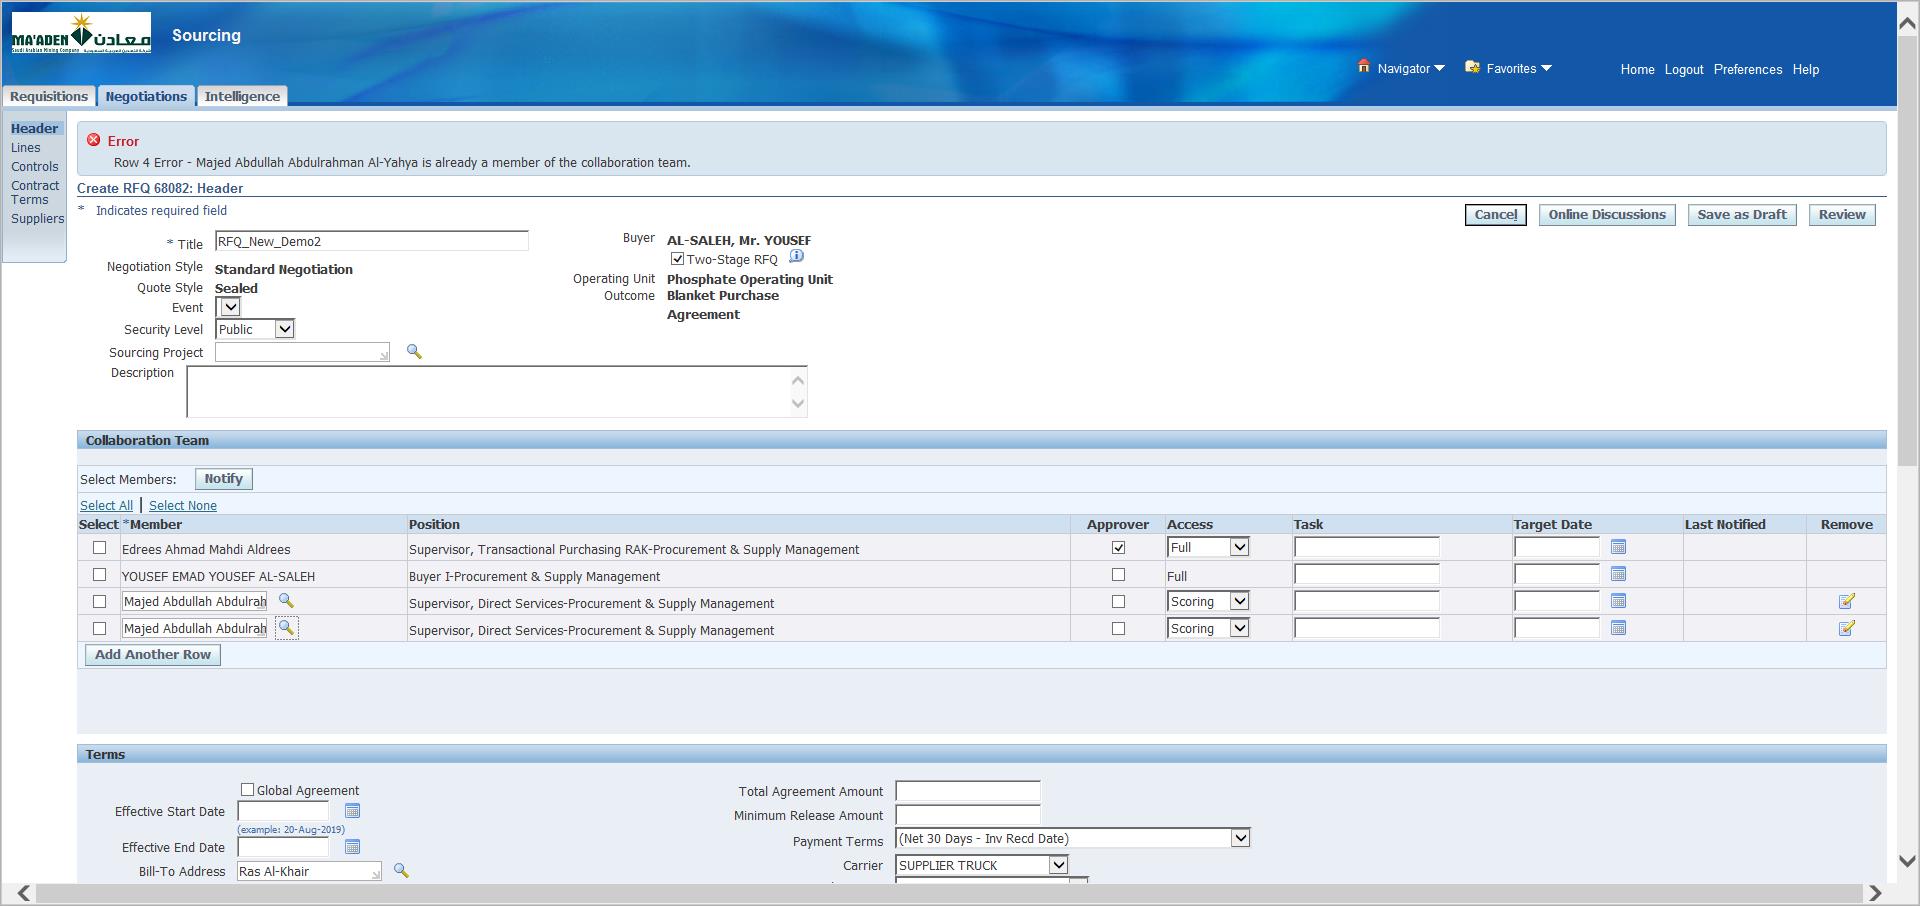 MA'ADEN معادن
Saudi Arabian Mining Company
Sourcing
Navigator
Favorites
Home Logout Preferences Help
Requisitions Negotiations Intelligence
Header
Lines
Controls
Contract Terms
Suppliers
Error
Row 4 Error - Majed Abdullah Abdulrahman Al-Yahya is already a member of the collaboration team.
Create RFQ 68082: Header
* Indicates required field
Cancel Online Discussions Save as Draft Review
* Title RFQ_New_Demo2
Negotiation Style Standard Negotiation
Quote Style Sealed
Event
Security Level Public
Sourcing Project
Description
Buyer AL-SALEH, Mr. YOUSEF
Two-Stage RFQ
Operating Unit Phosphate Operating Unit
Outcome Blanket Purchase
Agreement
Collaboration Team
Select Members: Notify
Select All | Select None
Select *Member Position Approver Access Task Target Date Last Notified Remove
Edrees Ahmad Mahdi Aldrees Supervisor, Transactional Purchasing RAK-Procurement & Supply Management Full
YOUSEF EMAD YOUSEF AL-SALEH Buyer I-Procurement & Supply Management Full
Majed Abdullah Abdulrah Supervisor, Direct Services-Procurement & Supply Management Scoring
Majed Abdullah Abdulrah Supervisor, Direct Services-Procurement & Supply Management Scoring
Add Another Row
Terms
Global Agreement
Effective Start Date
(example: 20-Aug-2019)
Effective End Date
Bill-To Address Ras Al-Khair
Total Agreement Amount
Minimum Release Amount
Payment Terms (Net 30 Days - Inv Recd Date)
Carrier SUPPLIER TRUCK